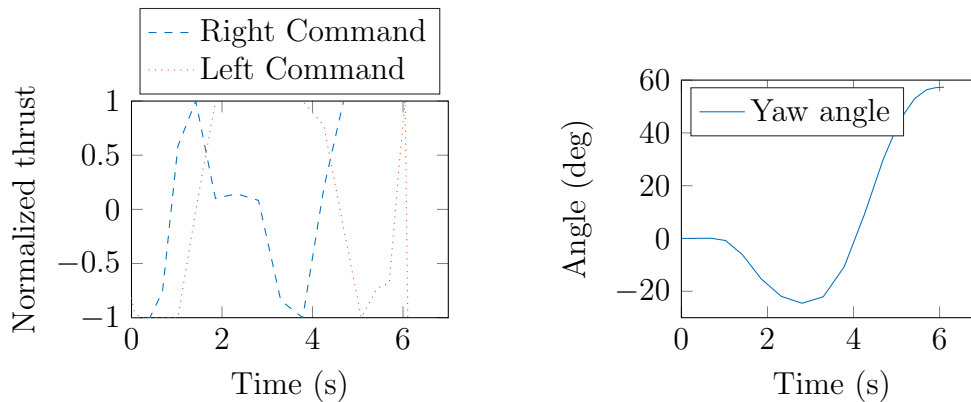 Right Command
Left Command
Normalized thrust
1
0.5
0
−0.5
−1
0 2 4 6
Time (s)
Yaw angle
Angle (deg)
60
40
20
0
−20
0 2 4 6
Time (s)